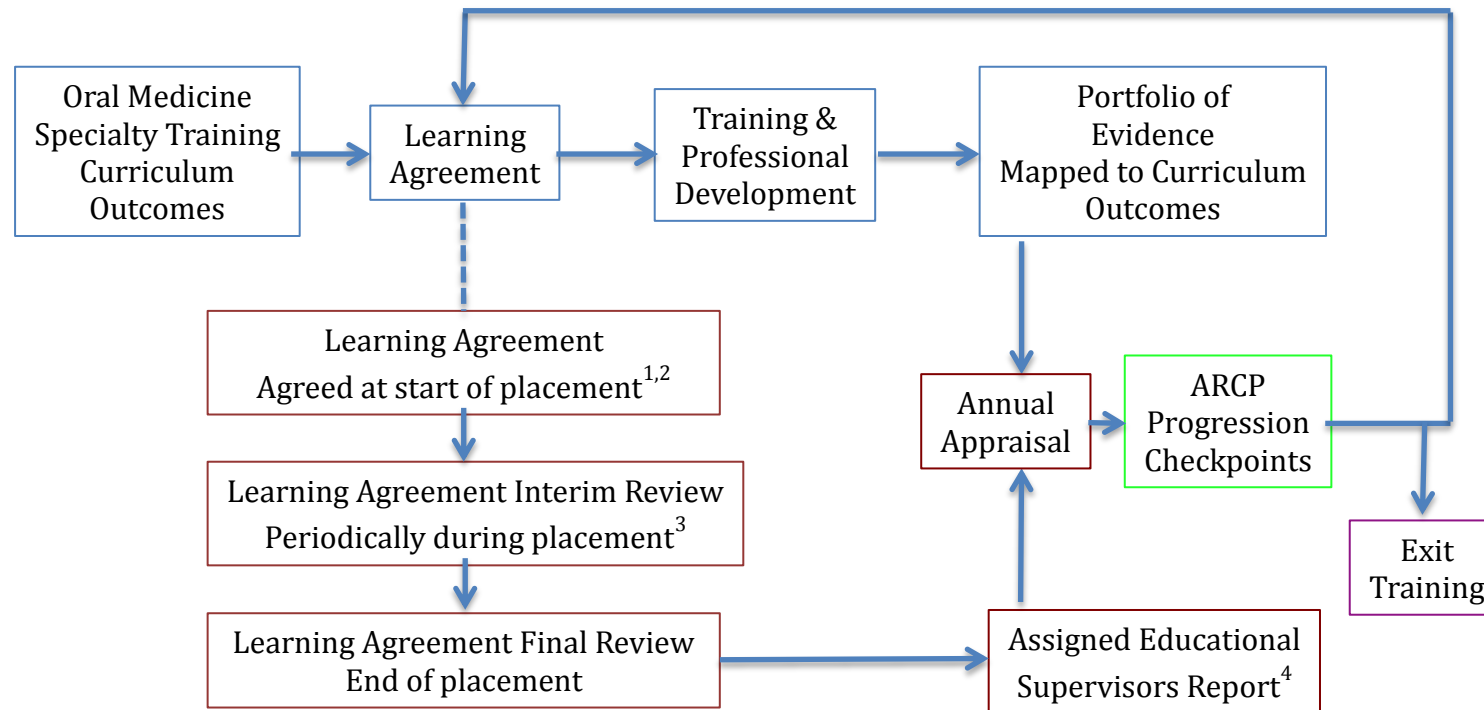 Oral Medicine
Specialty Training
Curriculum
Outcomes
Learning
Agreement
Training &
Professional
Development
Portfolio of
Evidence
Mapped to Curriculum
Outcomes
Learning Agreement
Agreed at start of placement1,2
Learning Agreement Interim Review
Periodically during placement3
Learning Agreement Final Review
End of placement
Annual
Appraisal
ARCP
Progression
Checkpoints
Assigned Educational
Supervisors Report4
Exit
Training